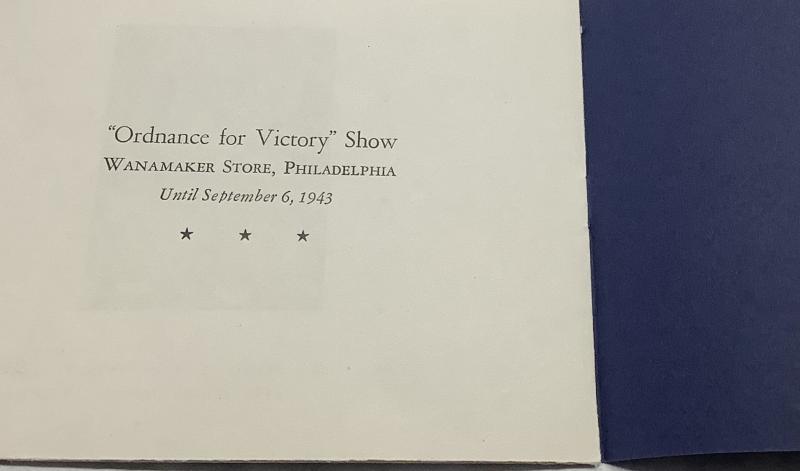 “Ordnance for Victory” Show
Wanamaker Store, Philadelphia
Until September 6, 1943
★ ★ ★